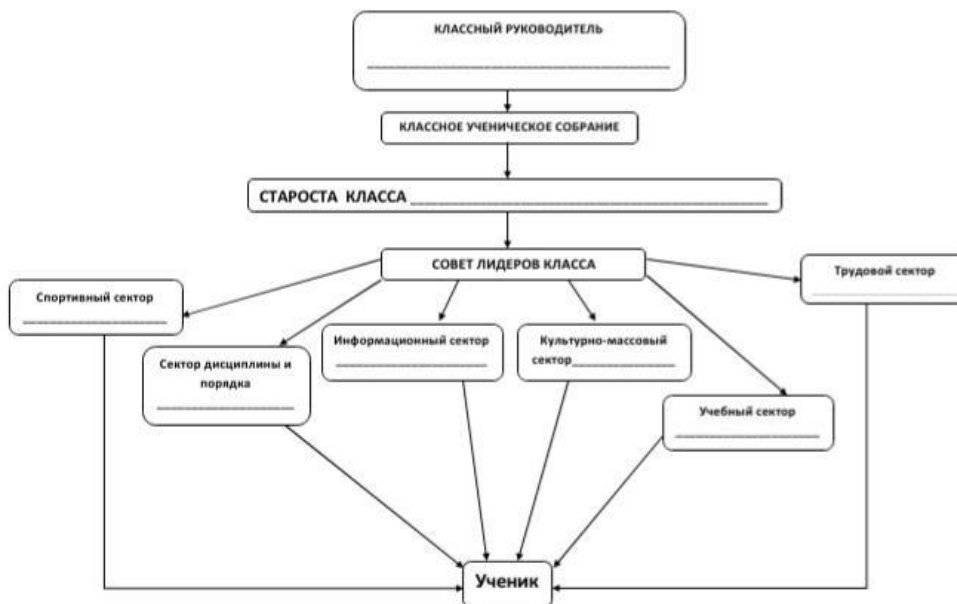 КЛАССНЫЙ РУКОВОДИТЕЛЬ
КЛАССНОЕ УЧЕНИЧЕСКОЕ СОБРАНИЕ
СТАРОСТА КЛАССА
СОВЕТ ЛИДЕРОВ КЛАССА
Спортивный сектор
Сектор дисциплины и
порядка
Информационный сектор
Культурно-массовый
сектор
Учебный сектор
Трудовой сектор
Ученик